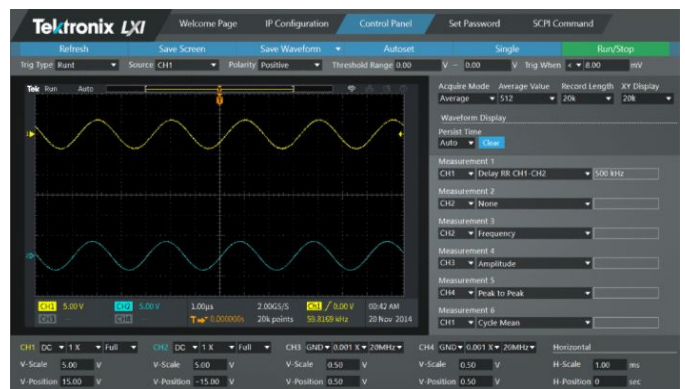 Tektronix LXI Welcome Page IP Configuration Control Panel Set Password SCPI Command
Refresh Save Screen Save Waveform Autoset Single Run/Stop
Trig Type Runt Source CH1 Polarity Positive Threshold Range 0.00 V ~ 0.00 V Trig When < 8.00 mV
Tek Run Auto
Acquire Mode Average Value Record Length XY Display
Average 512 20k 20k
Waveform Display
Persist Time
Auto Clear
Measurement 1
CH1 Delay RR CH1-CH2 500 kHz
Measurement 2
CH2 None
Measurement 3
CH2 Frequency
Measurement 4
CH3 Amplitude
Measurement 5
CH4 Peak to Peak
Measurement 6
CH1 Cycle Mean
CH1 5.00 V CH2 5.00 V 1.00µs 2.00GS/S CH1 / 0.00 V 00:42 AM
CH3 -- CH4 -- T 0.000000s 20k points 59.8169 kHz 20 Nov 2014
CH1 DC 1 X Full CH2 DC 1 X Full CH3 GND 0.001 X 20MHz CH4 GND 0.001 X 20MHz Horizontal
V-Scale 5.00 V V-Scale 5.00 V V-Scale 0.50 V V-Scale 0.50 V H-Scale 1.00 ms
V-Position 15.00 V V-Position -15.00 V V-Position 0.50 V V-Position 0.50 V H-Position 0 sec